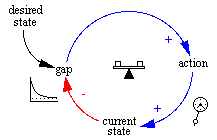 desired
state
+
gap
action
-
+
current
state